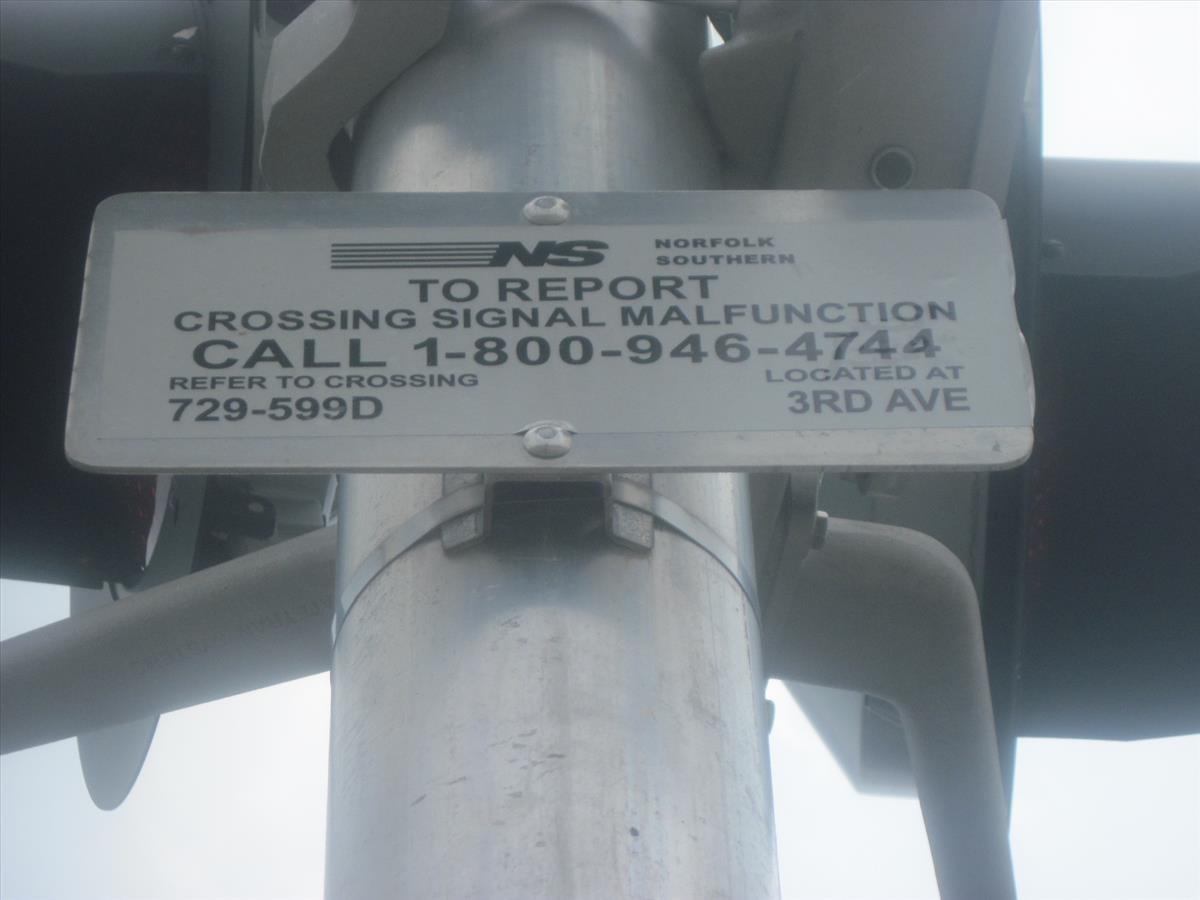 NS NORFOLK
SOUTHERN
TO REPORT
CROSSING SIGNAL MALFUNCTION
CALL 1-800-946-4744
REFER TO CROSSING
729-599D
LOCATED AT
3RD AVE